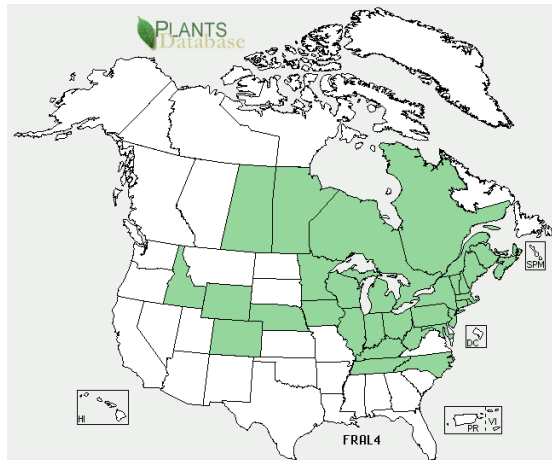 PLANTS
Database
SPM
DC
HI
PR
VI
FRAL4